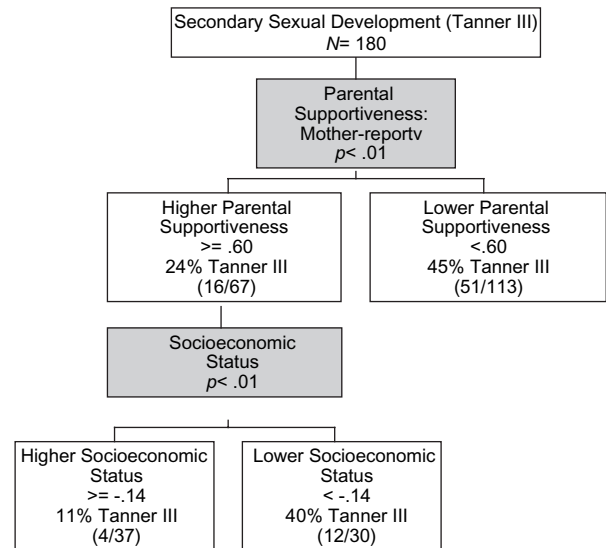 Secondary Sexual Development (Tanner III)
N= 180
Parental
Supportiveness:
Mother-reportv
p< .01
Higher Parental
Supportiveness
>= .60
24% Tanner III
(16/67)
Lower Parental
Supportiveness
<.60
45% Tanner III
(51/113)
Socioeconomic
Status
p< .01
Higher Socioeconomic
Status
>= -.14
11% Tanner III
(4/37)
Lower Socioeconomic
Status
< -.14
40% Tanner III
(12/30)